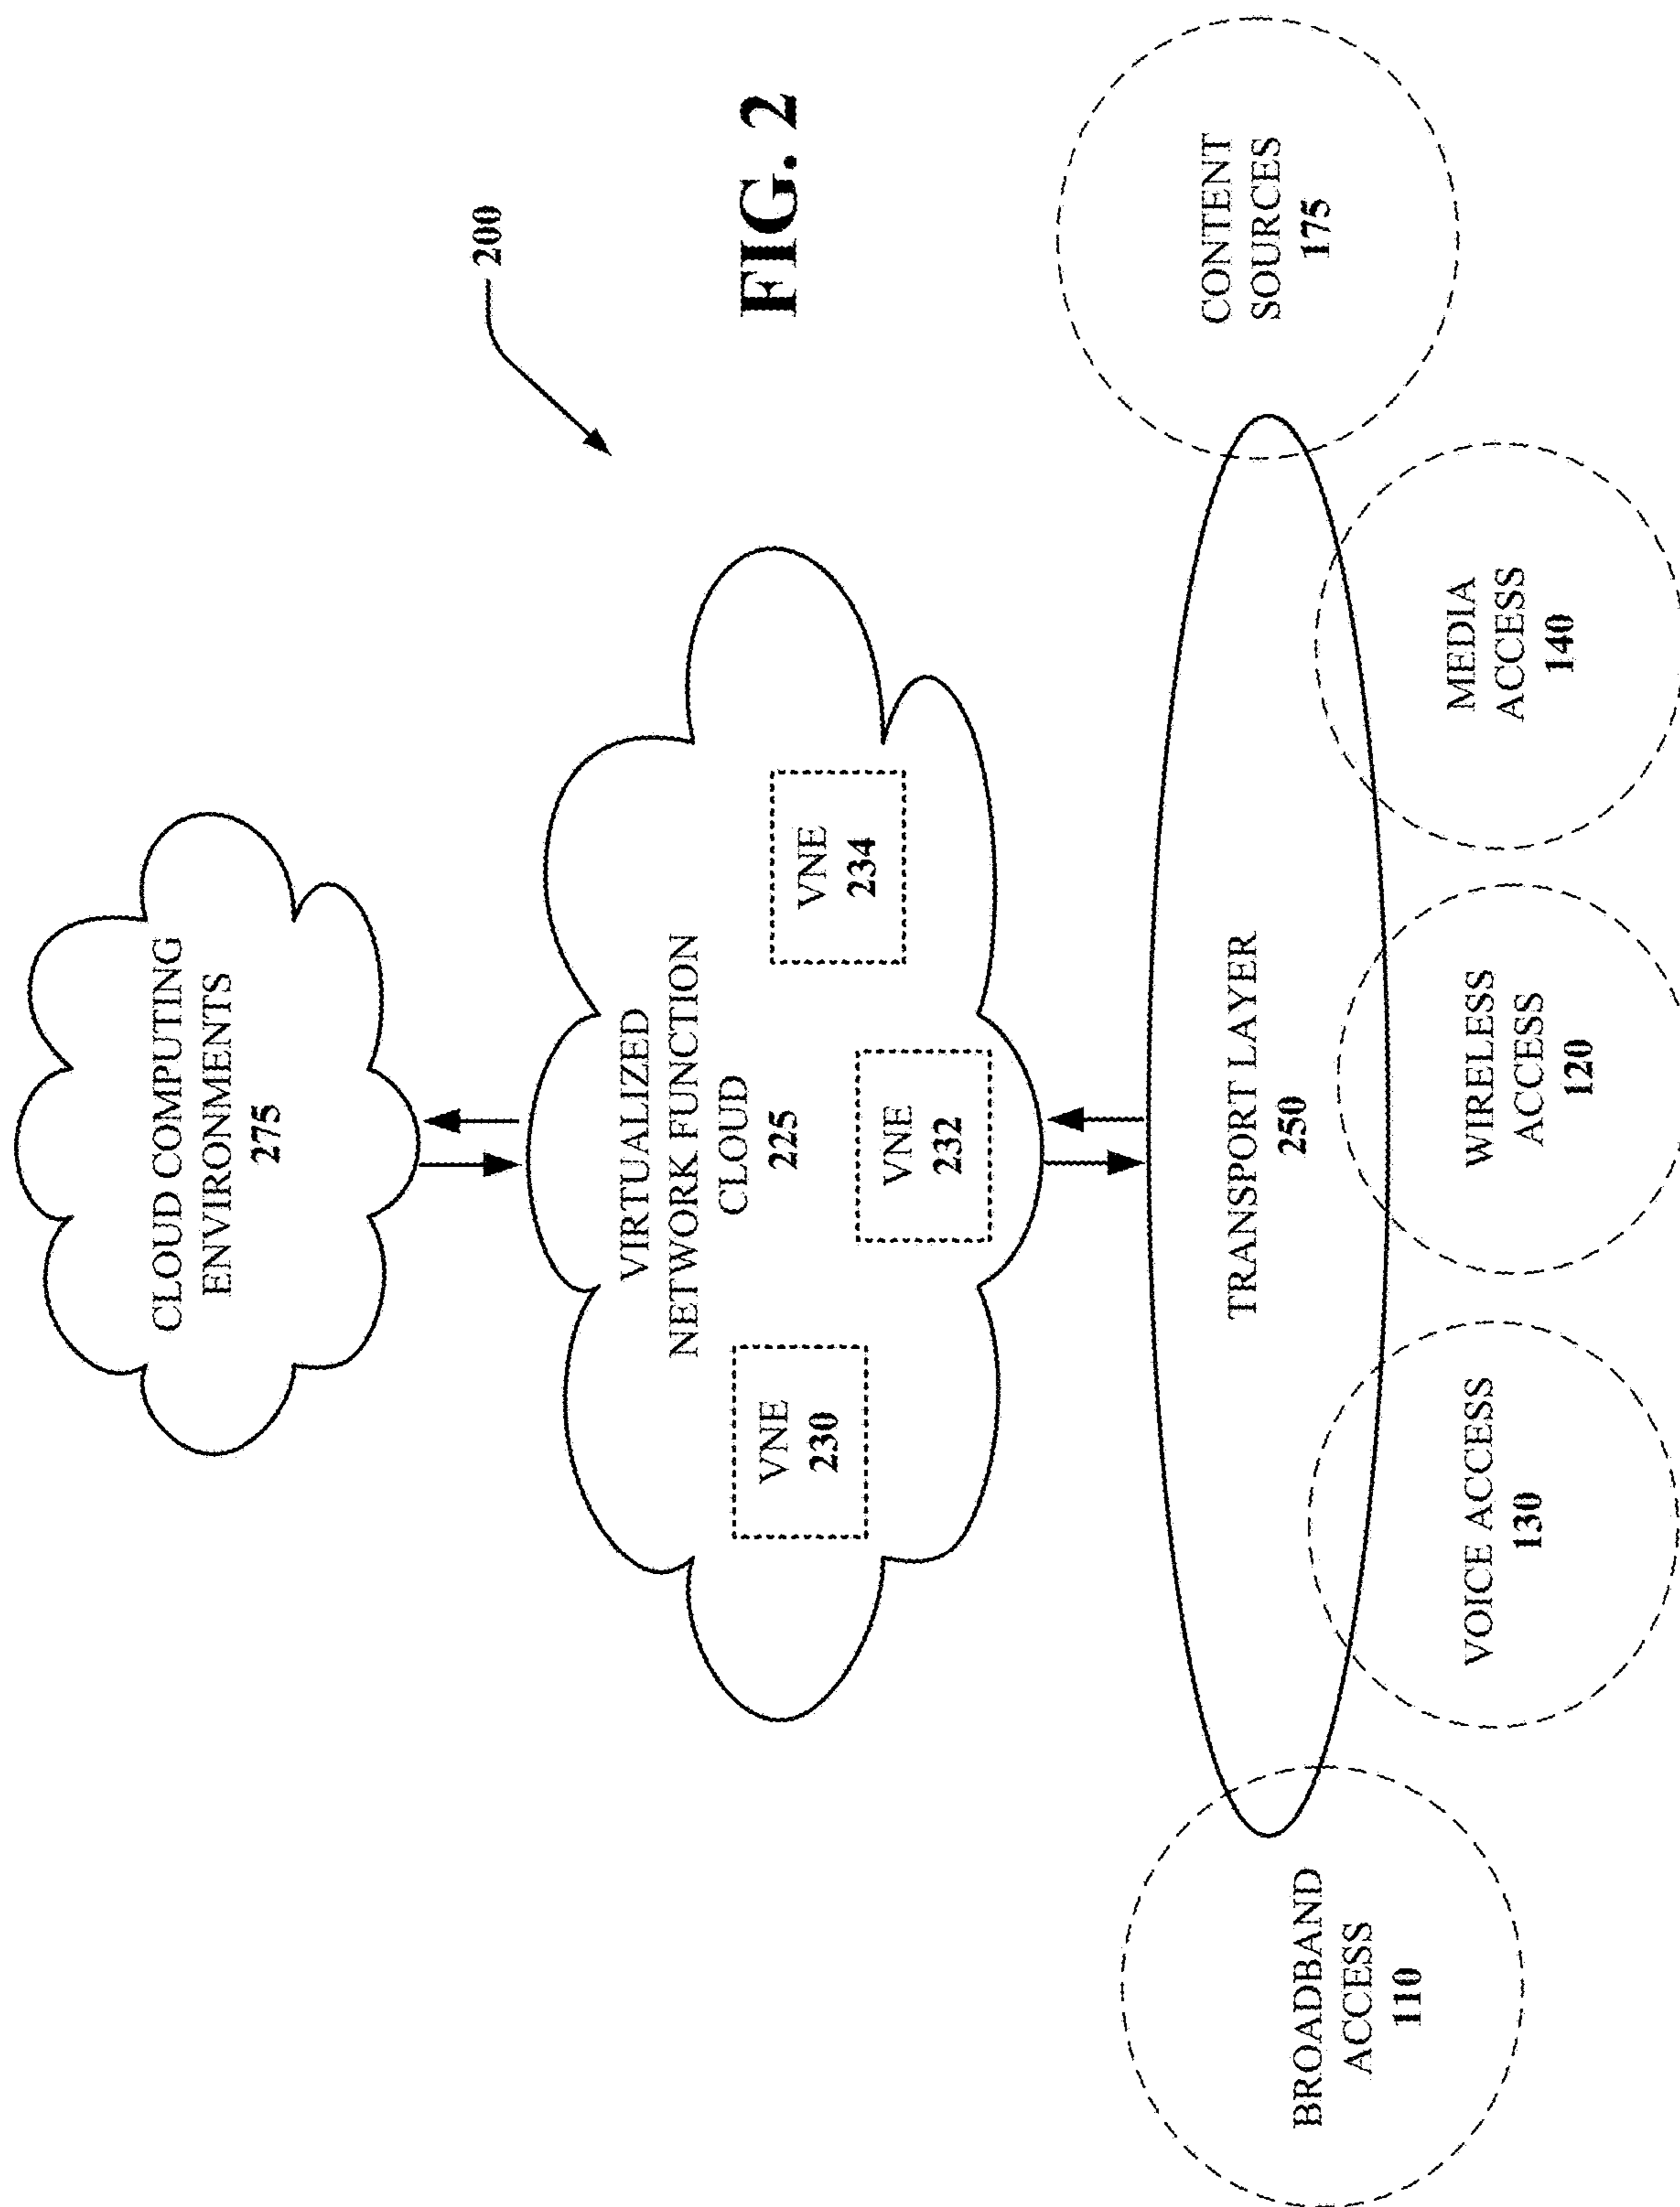 200
CLOUD COMPUTING
ENVIRONMENTS
275
VIRTUALIZED
NETWORK FUNCTION
CLOUD
225
VNE
230
VNE
232
VNE
234
FIG. 2
TRANSPORT LAYER
250
BROADBAND
ACCESS
110
VOICE ACCESS
130
WIRELESS
ACCESS
120
MEDIA
ACCESS
140
CONTENT
SOURCES
175